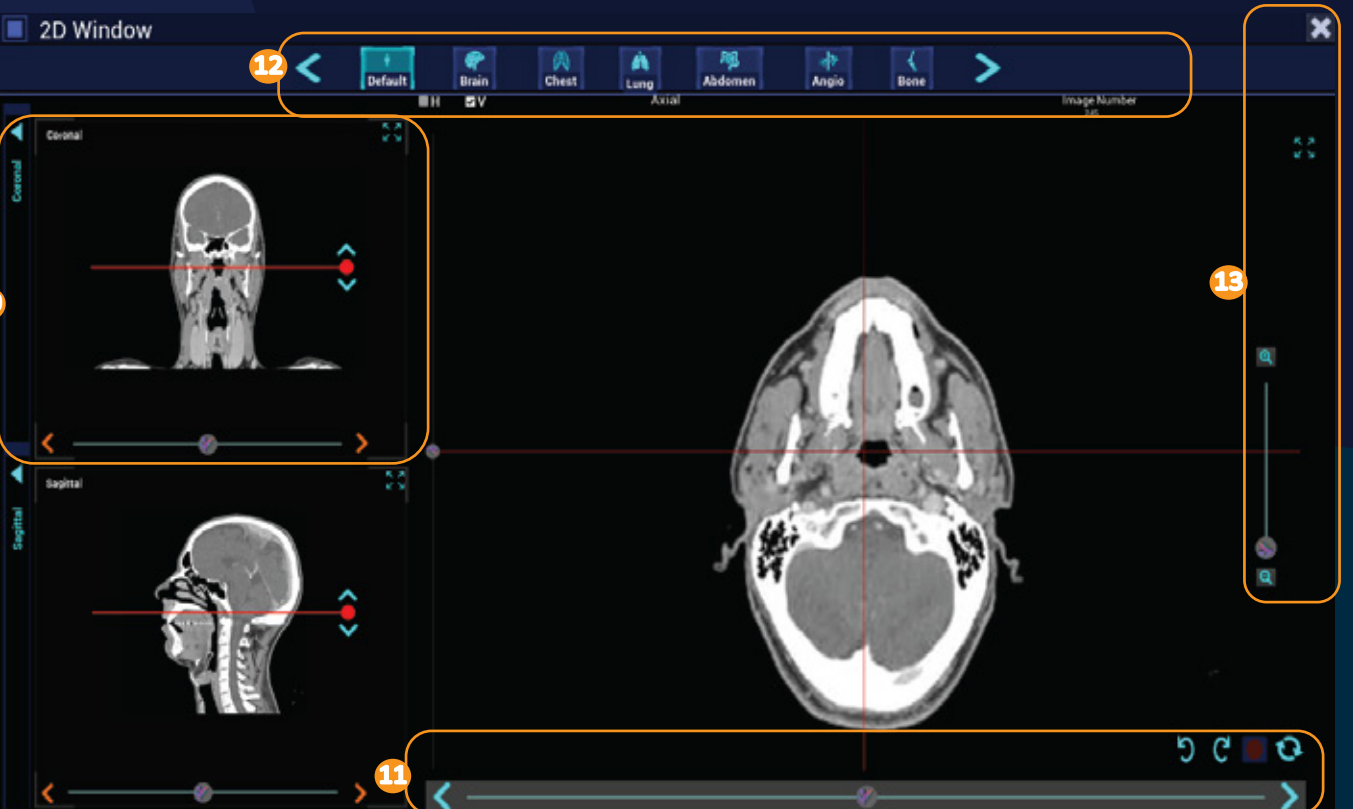 2D Window
12
Default
Brain
Chest
Lung
Abdomen
Angio
Bone
H
V
Axial
Image Number
Coronal
Coronal
13
Sagittal
Sagittal
11